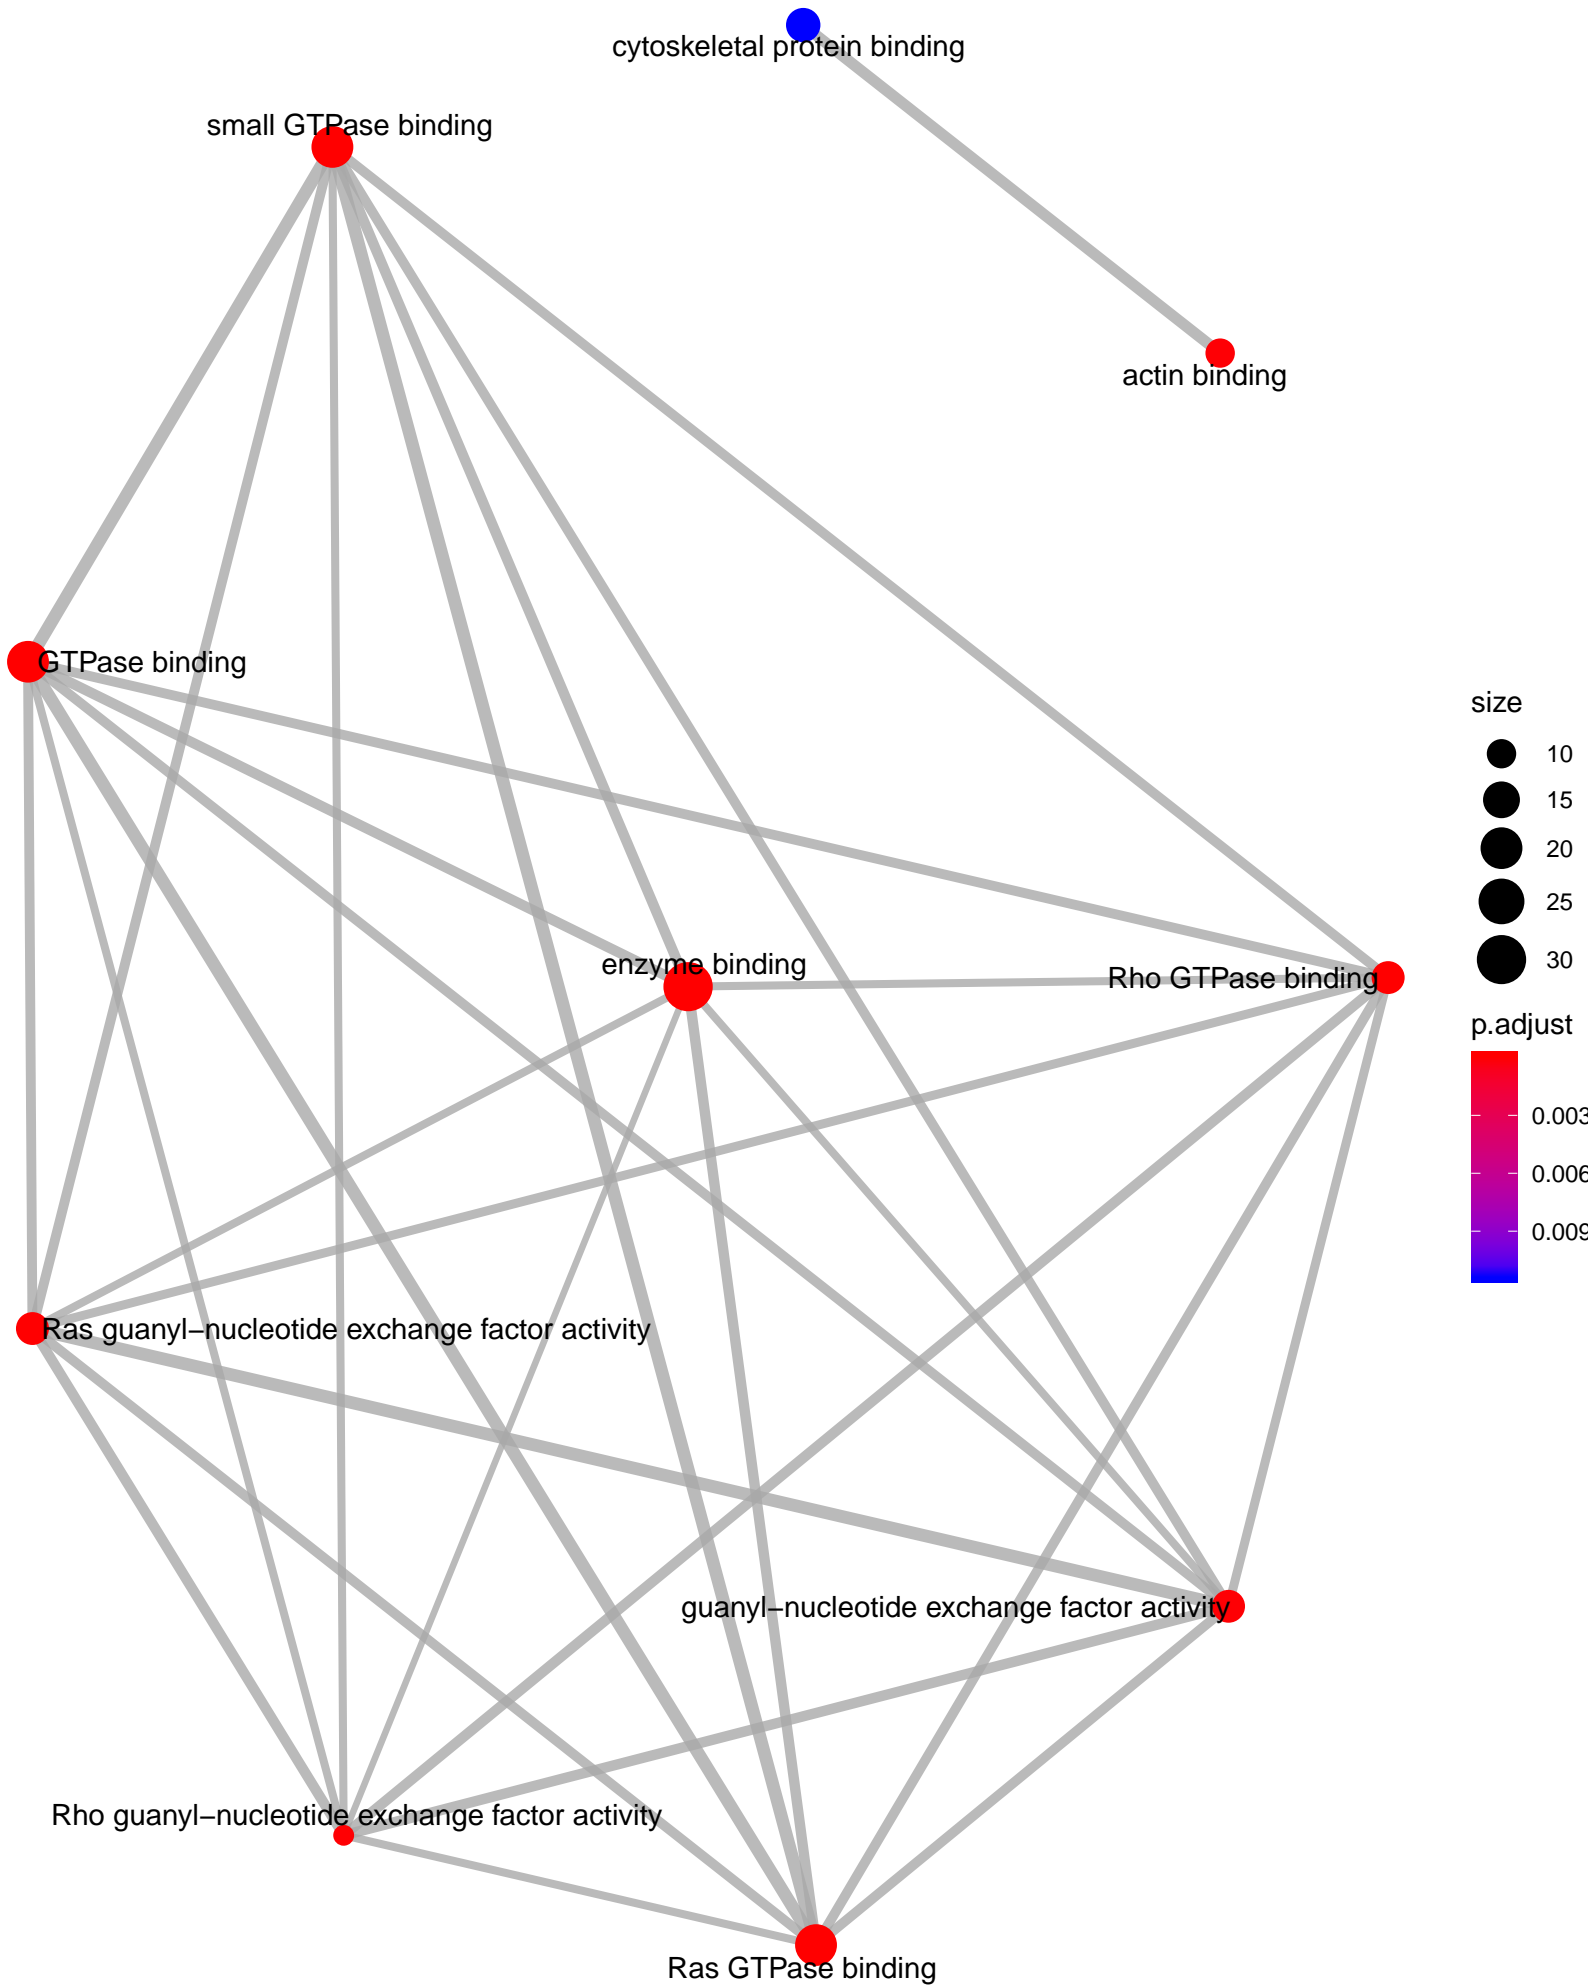 cytoskeletal protein binding
small GTPase binding
actin binding
GTPase binding
enzyme binding
Rho GTPase binding
Ras guanyl−nucleotide exchange factor activity
guanyl−nucleotide exchange factor activity
Rho guanyl−nucleotide exchange factor activity
Ras GTPase binding
size
10
15
20
25
30
p.adjust
0.003
0.006
0.009